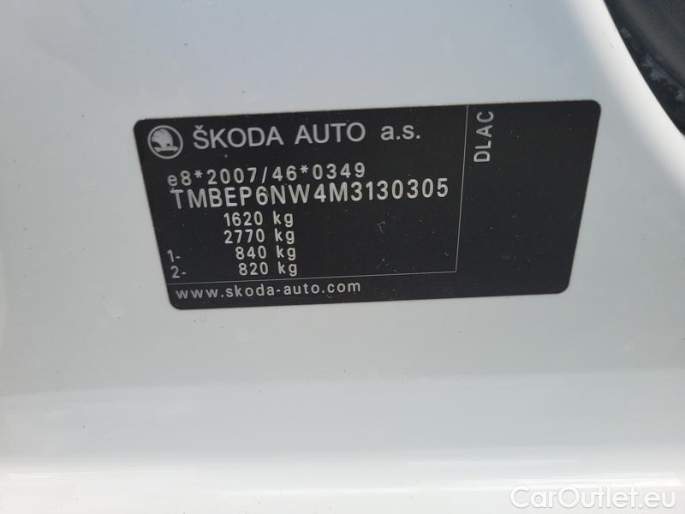 ŠKODA AUTO a.s.
e8*2007/46*0349
TMBEP6NW4M3130305
1620 kg
2770 kg
1- 840 kg
2- 820 kg
www.skoda-auto.com
DLAC
CarOutlet.eu